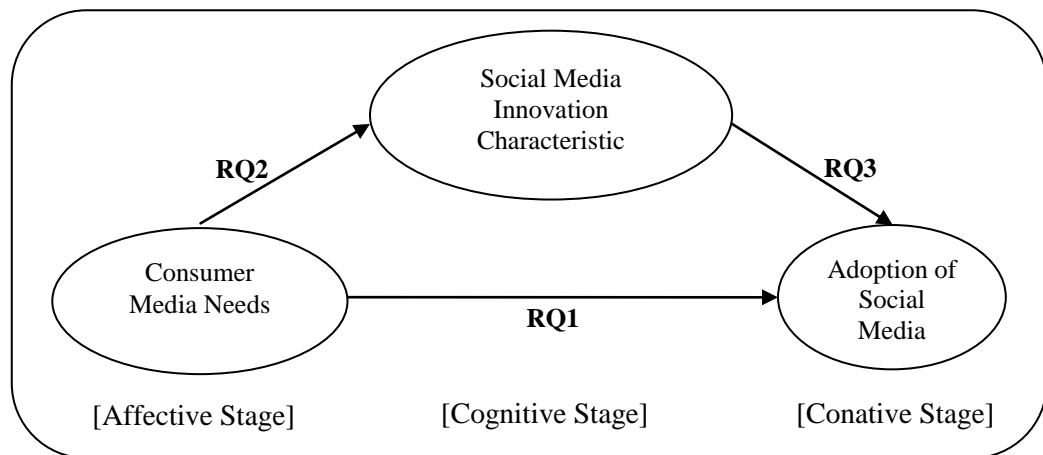 Social Media
Innovation
Characteristic
RQ2
RQ3
Consumer
Media Needs
Adoption of
Social
Media
RQ1
[Affective Stage]
[Cognitive Stage]
[Conative Stage]